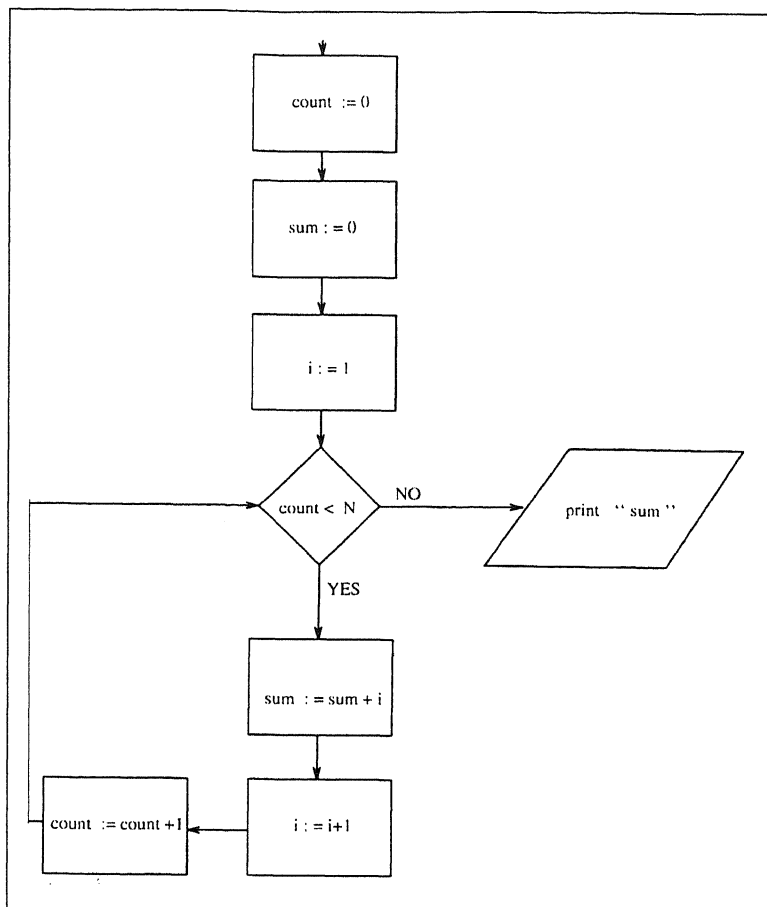 count := 0
sum := 0
i := 1
count < N
NO
print “ sum ”
YES
sum := sum + i
i := i+1
count := count +1